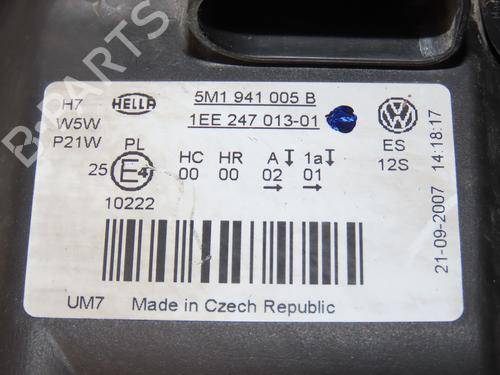 H7 HELLA 5M1 941 005 B
W5W 1EE 247 013-01
P21W PL ES
25 E4 HC HR A 1a 12S
00 00 02 01
10222
UM7 Made in Czech Republic
21-09-2007 14:18:17
B-PARTS